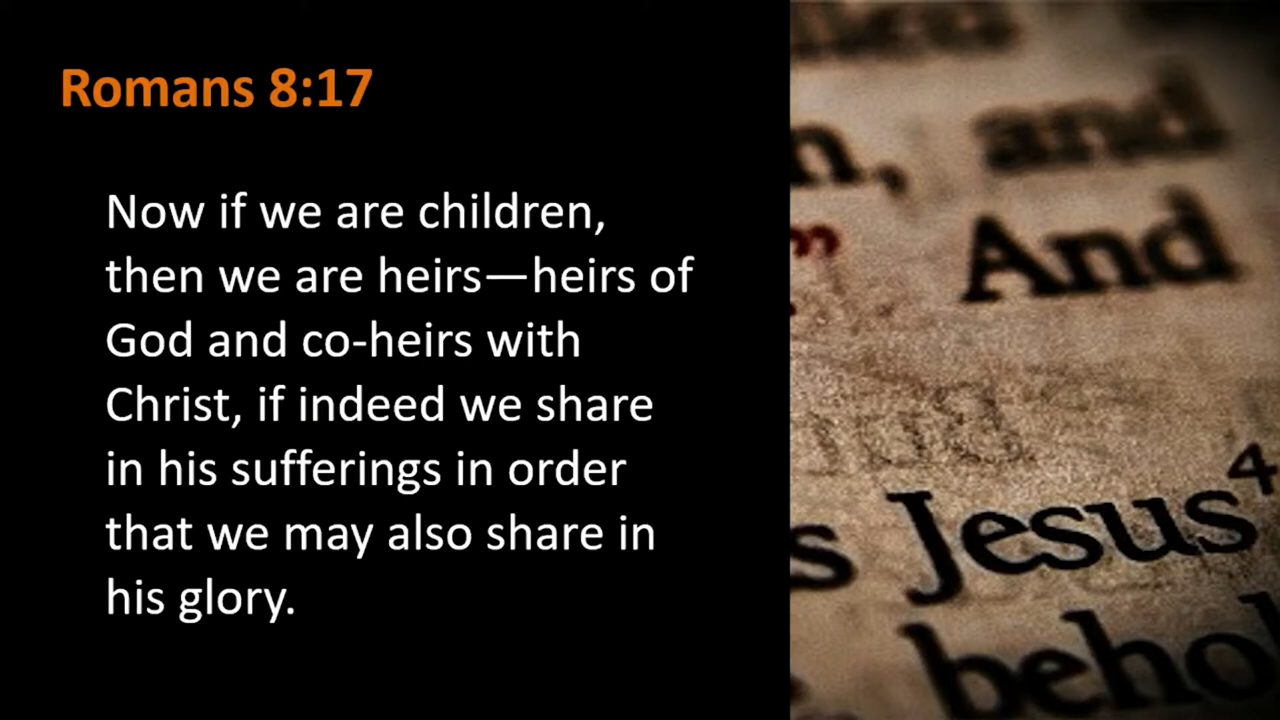 Romans 8:17
Now if we are children,
then we are heirs—heirs of
God and co-heirs with
Christ, if indeed we share
in his sufferings in order
that we may also share in
his glory.
and
And
3
Jesus4